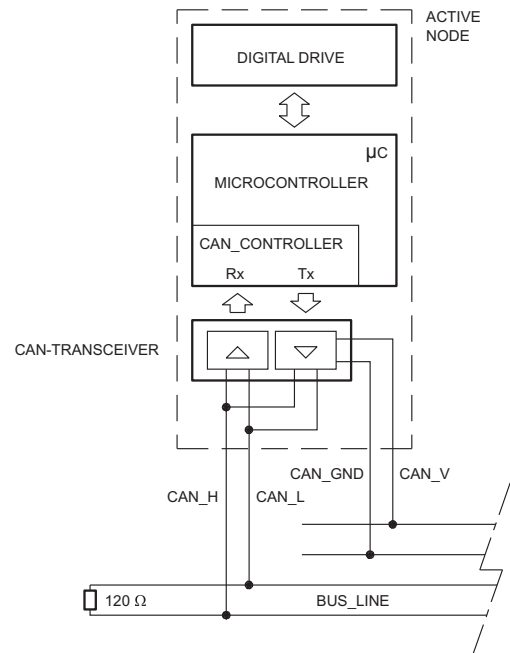 ACTIVE
NODE
DIGITAL DRIVE
μC
MICROCONTROLLER
CAN_CONTROLLER
Rx Tx
CAN-TRANSCEIVER
CAN_GND CAN_V
CAN_H CAN_L
120 Ω BUS_LINE